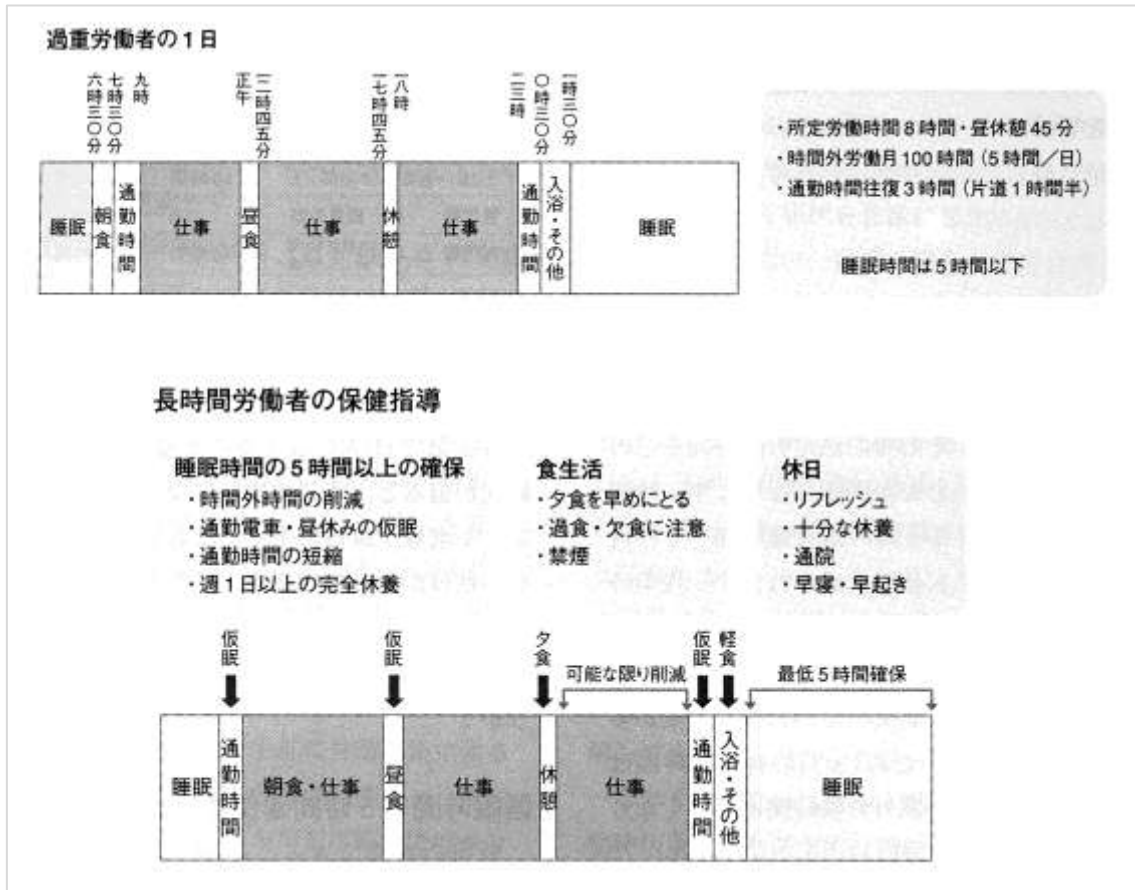 過重労働者の1日
六時三〇分
七時三〇分
九時
正午
一二時四五分
一七時四五分
一八時
二三時
〇時三〇分
一時三〇分
睡眠
朝食
通勤時間
仕事
昼食
仕事
休憩
仕事
通勤時間
入浴・その他
睡眠
・所定労働時間8時間・昼休憩45分
・時間外労働月100時間（5時間／日）
・通勤時間往復3時間（片道1時間半）
睡眠時間は5時間以下
長時間労働者の保健指導
睡眠時間の5時間以上の確保
・時間外時間の削減
・通勤電車・昼休みの仮眠
・通勤時間の短縮
・週1日以上の完全休養
食生活
・夕食を早めにとる
・過食・欠食に注意
・禁煙
休日
・リフレッシュ
・十分な休養
・通院
・早寝・早起き
仮眠
仮眠
夕食
可能な限り削減
仮眠
軽食
最低5時間確保
睡眠
通勤時間
朝食・仕事
昼食
仕事
休憩
仕事
通勤時間
入浴・その他
睡眠